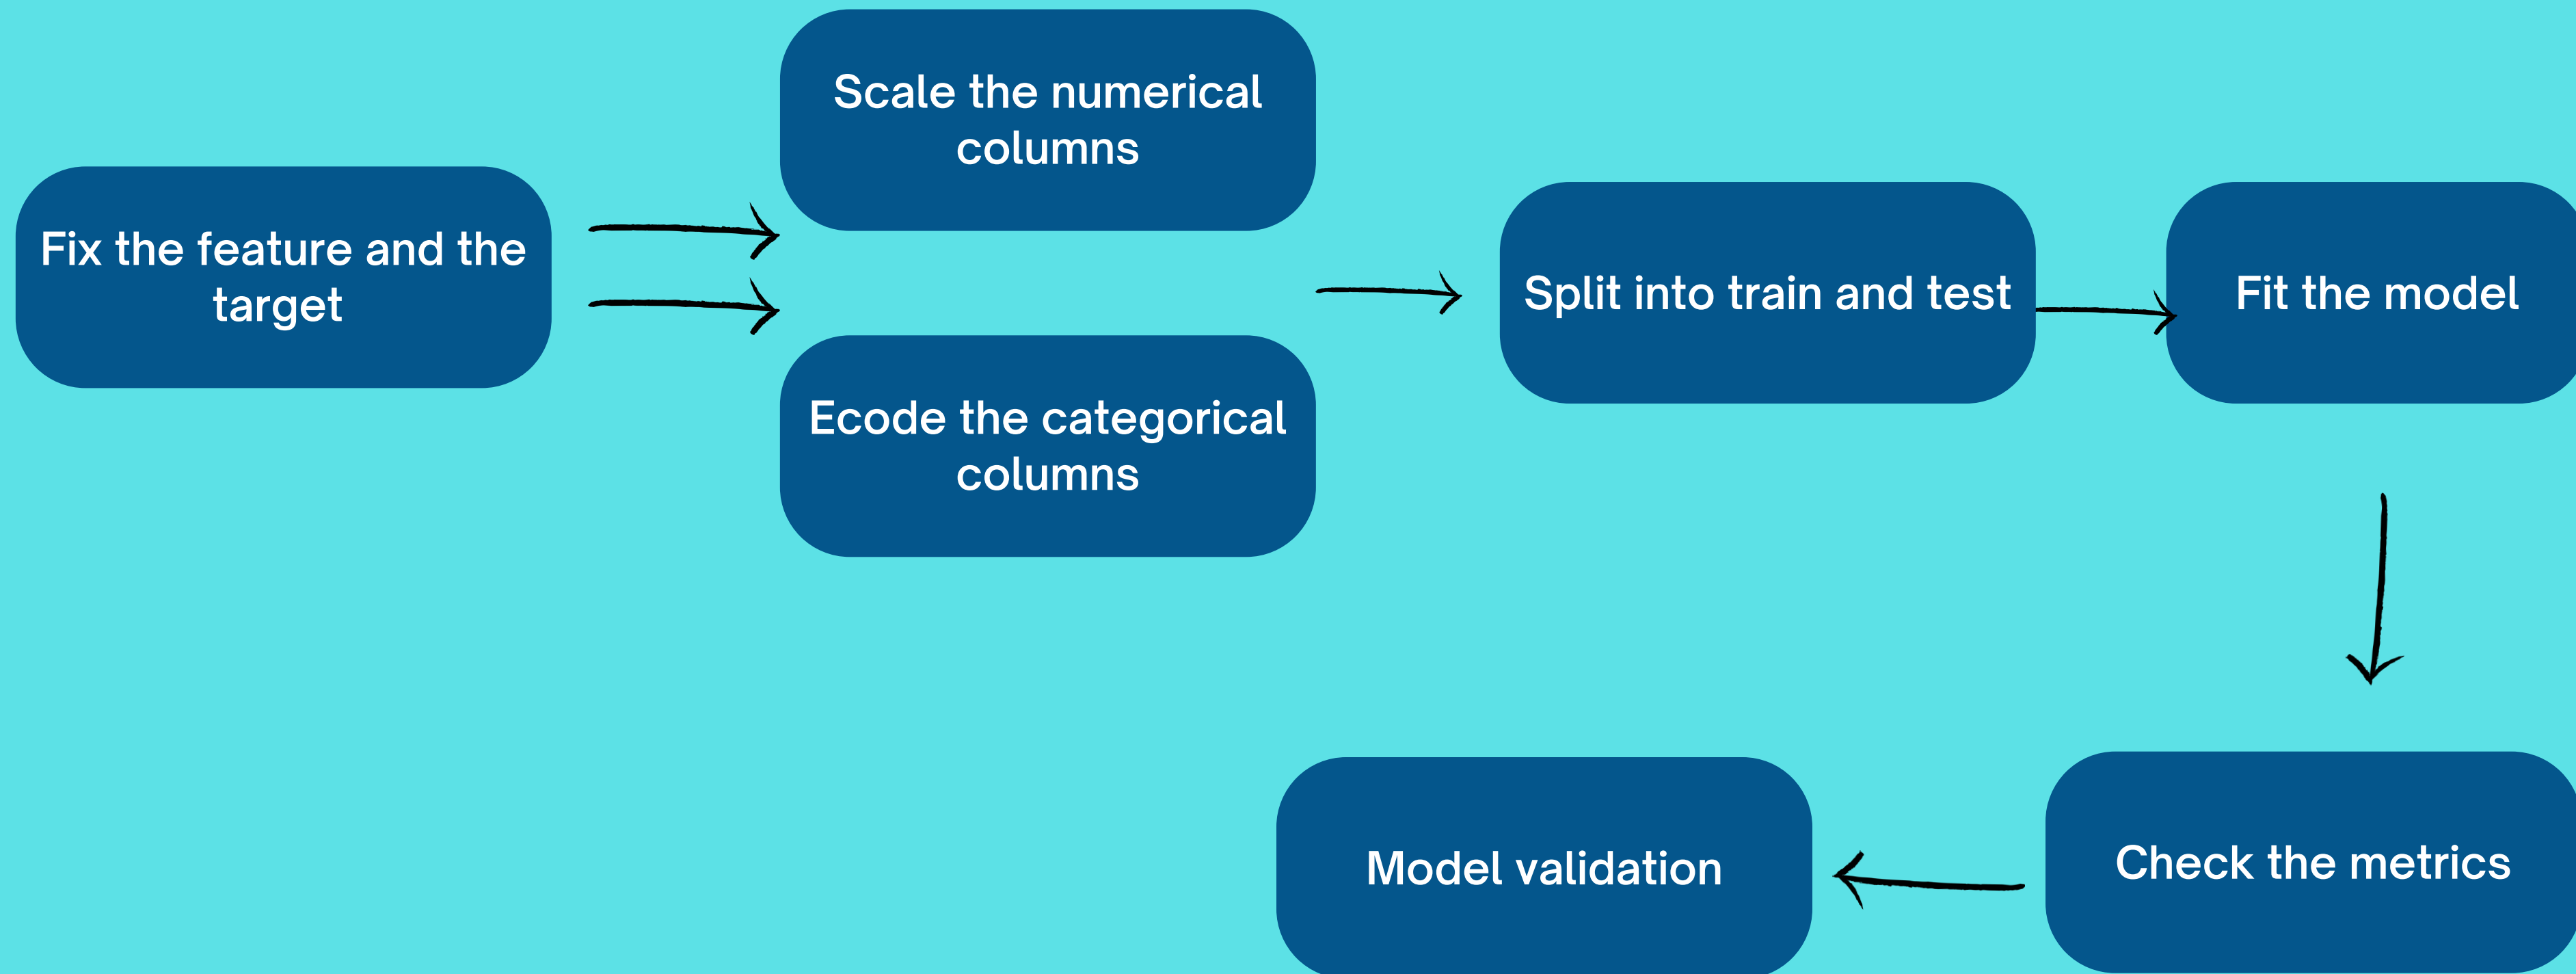 Scale the numerical
columns
Fix the feature and the
target
Ecode the categorical
columns
Split into train and test
Fit the model
Check the metrics
Model validation